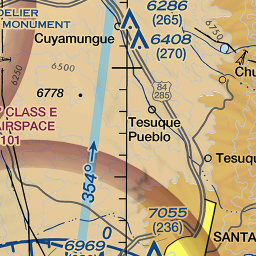 DELIER
MONUMENT
6286
(265)
Cuyamungue
6408
(270)
6500
Chu
6778
84
(285)
CLASS E
AIRSPACE
101
Tesuque
Pueblo
Tesuqu
354°
7055
(236)
6969
SANTA